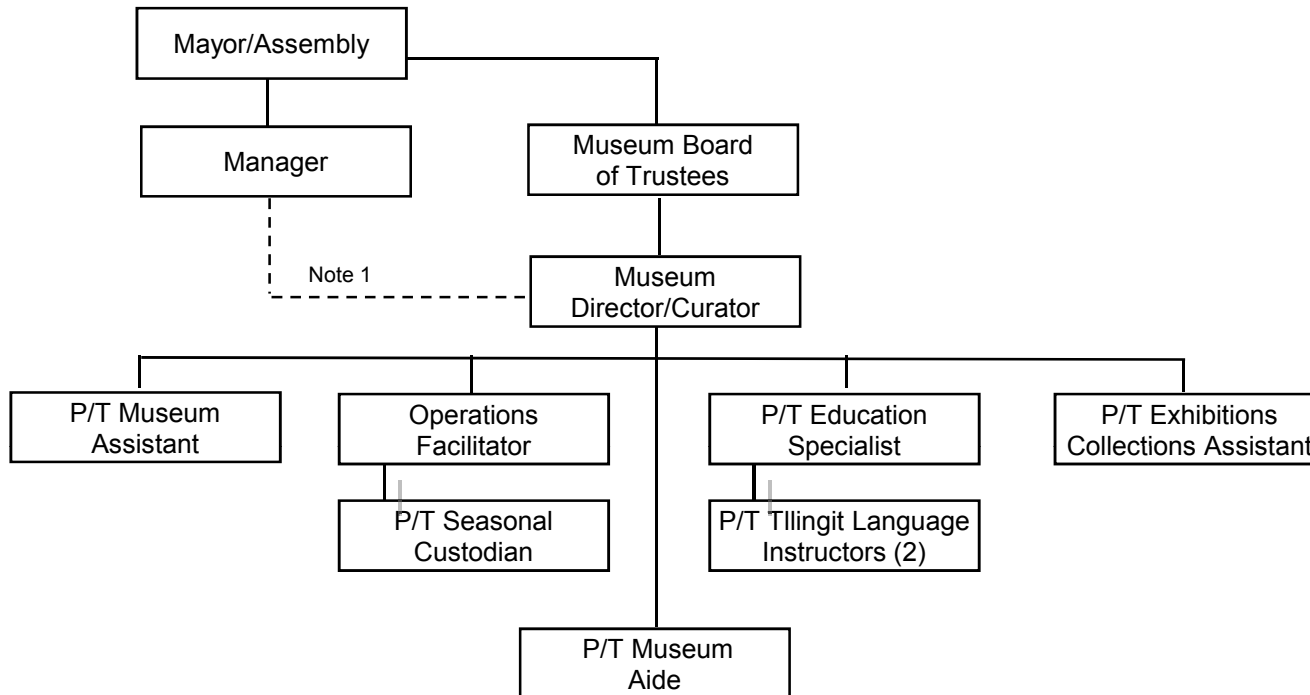 Mayor/Assembly
Manager
Museum Board
of Trustees
Note 1
Museum
Director/Curator
P/T Museum
Assistant
Operations
Facilitator
P/T Education
Specialist
P/T Exhibitions
Collections Assistant
P/T Seasonal
Custodian
P/T Tllingit Language
Instructors (2)
P/T Museum
Aide